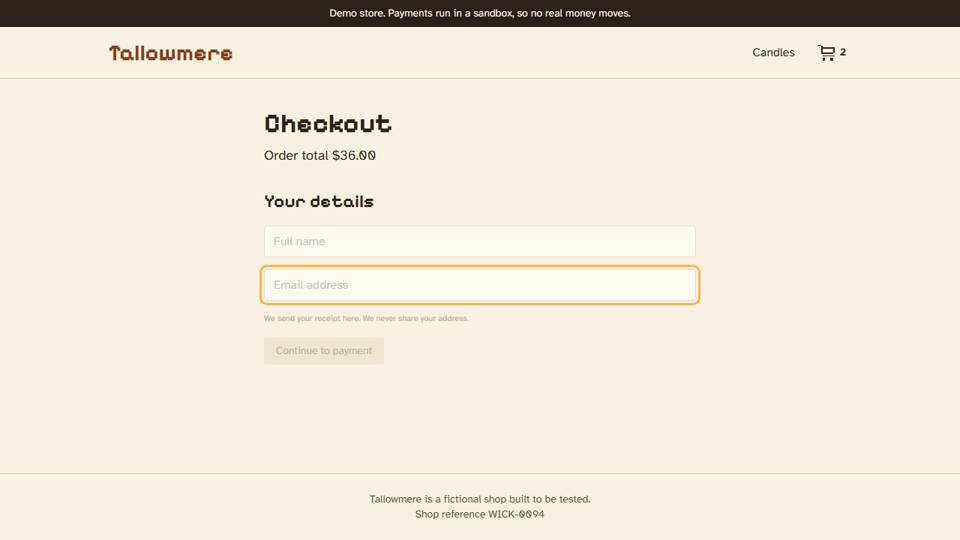 Demo store. Payments run in a sandbox, so no real money moves.
Tallowmere
Candles
2
Checkout
Order total $36.00
Your details
Full name
Email address
We send your receipt here. We never share your address.
Continue to payment
Tallowmere is a fictional shop built to be tested.
Shop reference WICK-0094